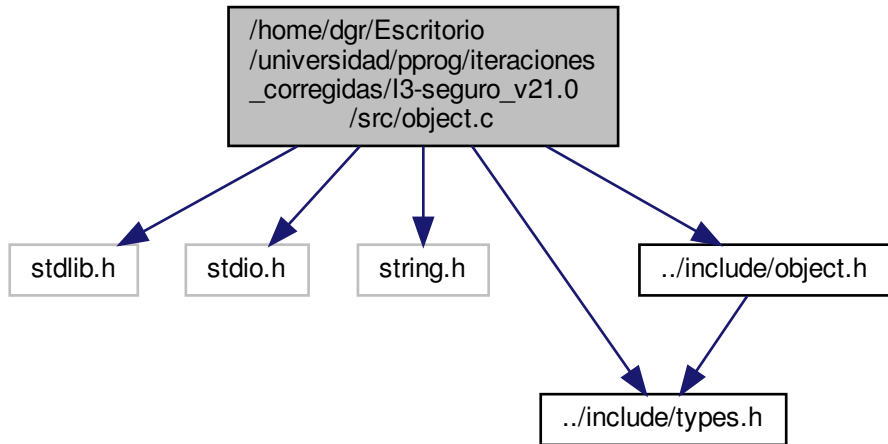 /home/dgr/Escritorio
/universidad/pprog/iteraciones
_corregidas/I3-seguro_v21.0
/src/object.c
stdlib.h
stdio.h
string.h
../include/object.h
../include/types.h